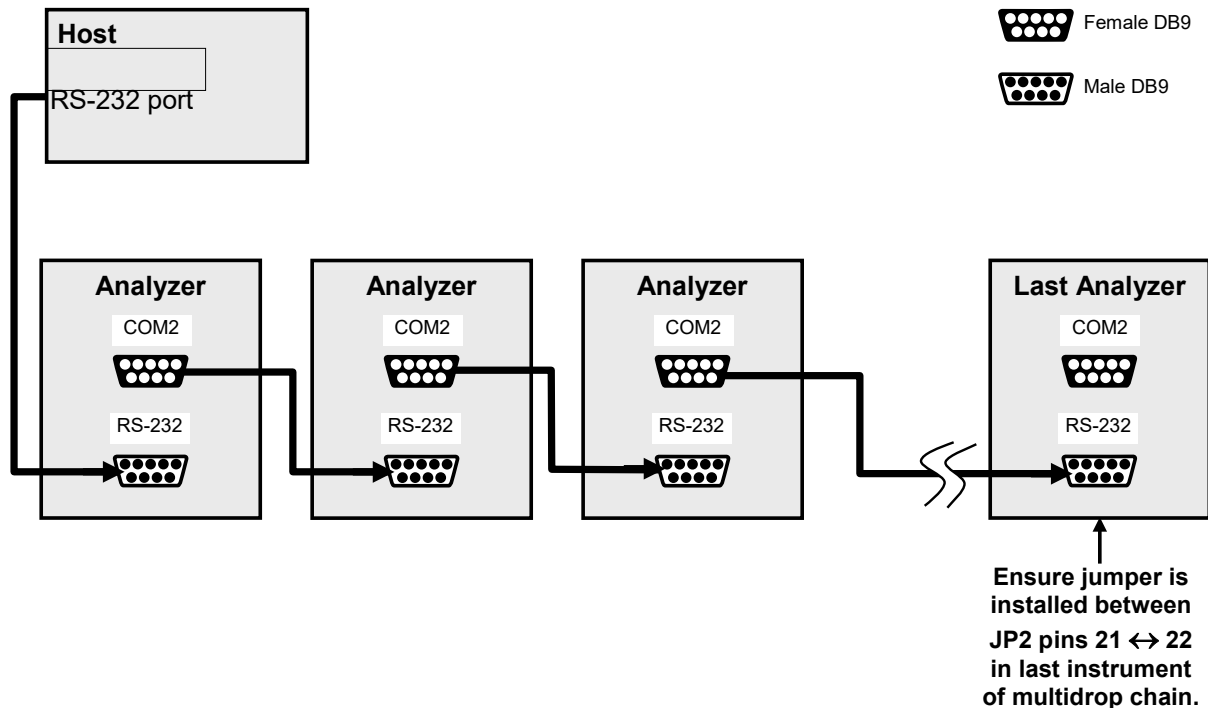 Host
RS-232 port
Female DB9
Male DB9
Analyzer
COM2
RS-232
Analyzer
COM2
RS-232
Analyzer
COM2
RS-232
Last Analyzer
COM2
RS-232
Ensure jumper is
installed between
JP2 pins 21 ↔ 22
in last instrument
of multidrop chain.